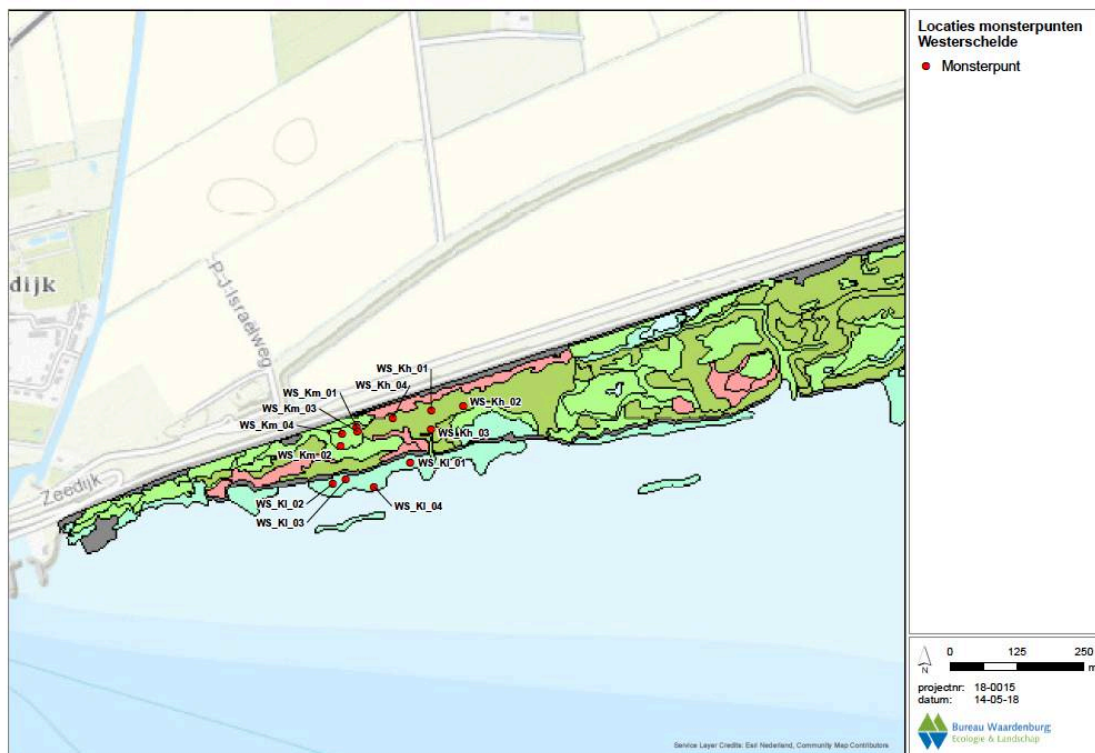 Locaties monsterpunten
Westerschelde
Monsterpunt
dijk
P.J. Israëlweg
Zeedijk
WS_Kh_01
WS_Kh_04
WS_Km_01
WS_Km_03
WS_Km_04
WS_Kh_02
WS_Kh_03
WS_Km_02
WS_Kl_01
WS_Kl_02
WS_Kl_03
WS_Kl_04
N
0 125 250
m
projectnr: 18-0015
datum: 14-05-18
Bureau Waardenburg
Ecologie & Landschap
Service Layer Credits: Esri Nederland, Community Map Contributors